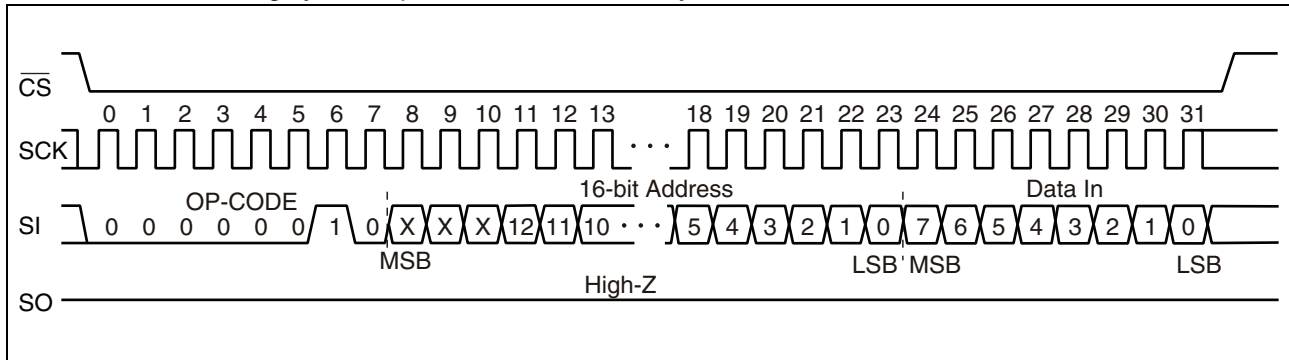 CS
0 1 2 3 4 5 6 7 8 9 10 11 12 13 18 19 20 21 22 23 24 25 26 27 28 29 30 31
SCK ···
OP-CODE 16-bit Address Data In
SI 0 0 0 0 0 0 1 0 X X X 12 11 10 ··· 5 4 3 2 1 0 7 6 5 4 3 2 1 0
MSB LSB MSB LSB
High-Z
SO